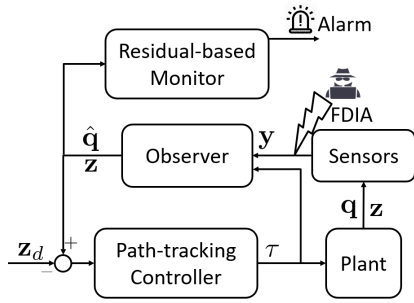 Alarm
Residual-based
Monitor
FDIA
q̂
z
Observer
y
Sensors
q z
z_d
+
−
Path-tracking
Controller
τ
Plant